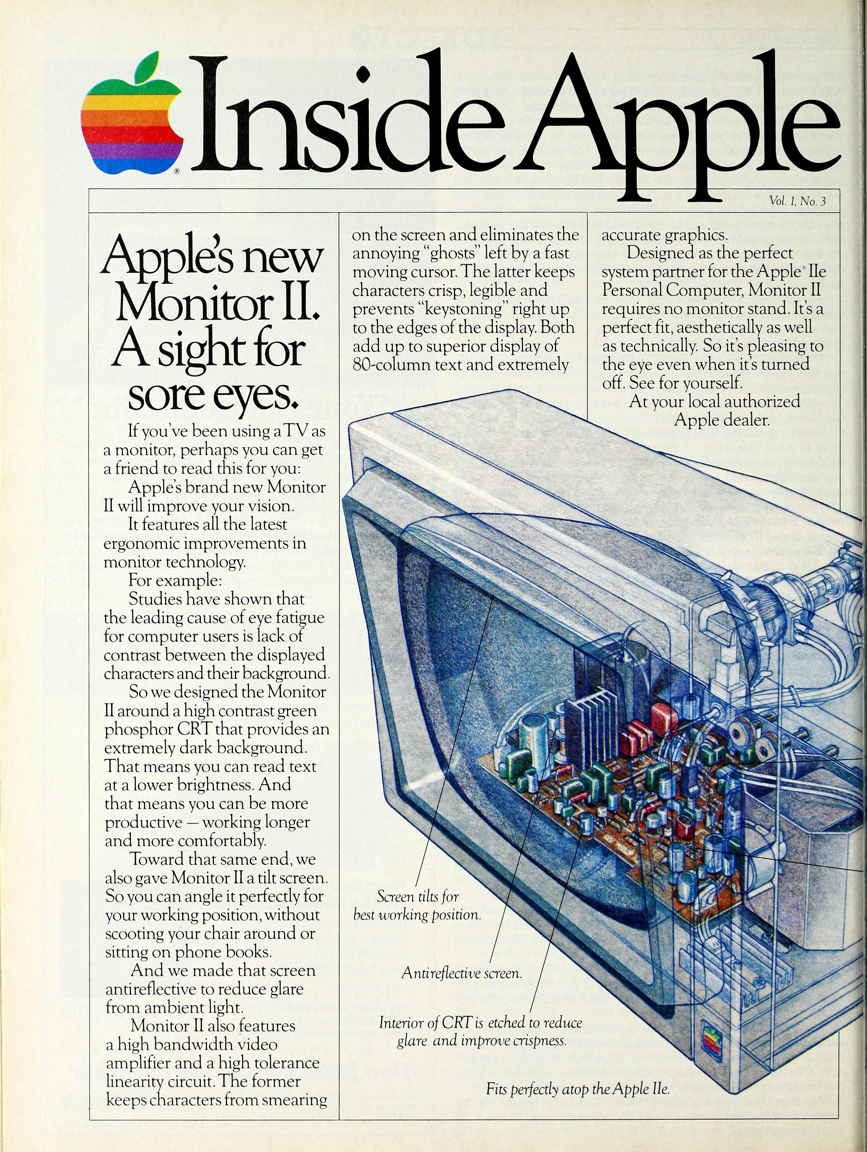 Inside Apple
Vol. 1, No. 3
Apple's new
Monitor II.
A sight for
sore eyes.
If you've been using a TV as
a monitor, perhaps you can get
a friend to read this for you:
Apple's brand new Monitor
II will improve your vision.
It features all the latest
ergonomic improvements in
monitor technology.
For example:
Studies have shown that
the leading cause of eye fatigue
for computer users is lack of
contrast between the displayed
characters and their background.
So we designed the Monitor
II around a high contrast green
phosphor CRT that provides an
extremely dark background.
That means you can read text
at a lower brightness. And
that means you can be more
productive — working longer
and more comfortably.
Toward that same end, we
also gave Monitor II a tilt screen.
So you can angle it perfectly for
your working position, without
scooting your chair around or
sitting on phone books.
And we made that screen
antireflective to reduce glare
from ambient light.
Monitor II also features
a high bandwidth video
amplifier and a high tolerance
linearity circuit. The former
keeps characters from smearing
on the screen and eliminates the
annoying “ghosts” left by a fast
moving cursor. The latter keeps
characters crisp, legible and
prevents “keystoning” right up
to the edges of the display. Both
add up to superior display of
80-column text and extremely
accurate graphics.
Designed as the perfect
system partner for the Apple® IIe
Personal Computer, Monitor II
requires no monitor stand. It's a
perfect fit, aesthetically as well
as technically. So it's pleasing to
the eye even when it's turned
off. See for yourself.
At your local authorized
Apple dealer.
Screen tilts for
best working position.
Antireflective screen.
Interior of CRT is etched to reduce
glare and improve crispness.
Fits perfectly atop the Apple IIe.